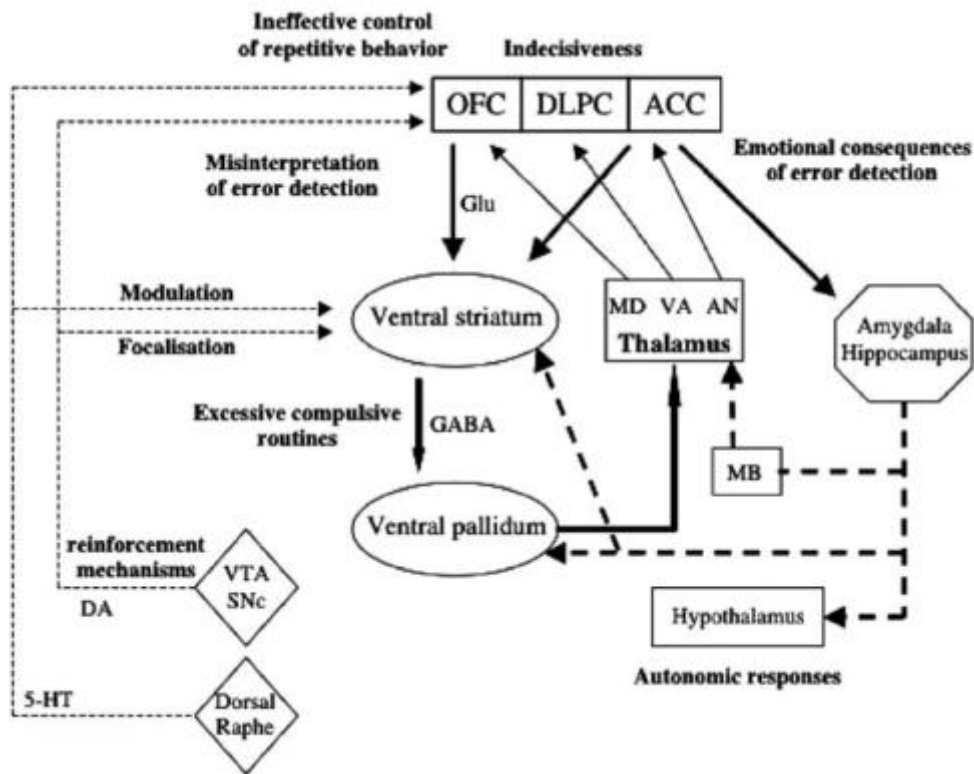 Ineffective control
of repetitive behavior
Indecisiveness
OFC
DLPC
ACC
Misinterpretation
of error detection
Emotional consequences
of error detection
Glu
Modulation
Focalisation
Ventral striatum
MD VA AN
Thalamus
Amygdala
Hippocampus
Excessive compulsive
routines
GABA
MB
Ventral pallidum
reinforcement
mechanisms
DA
VTA
SNc
Hypothalamus
Autonomic responses
5-HT
Dorsal
Raphe